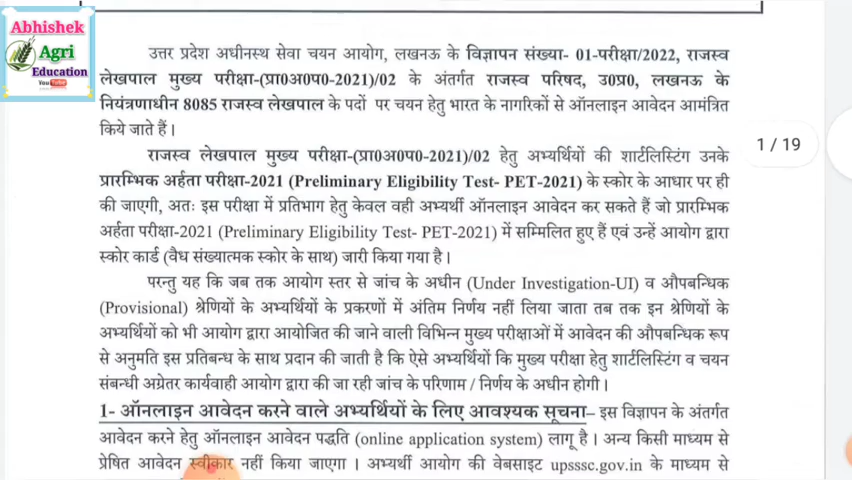 Abhishek
Agri
Education
YouTube
उत्तर प्रदेश अधीनस्थ सेवा चयन आयोग, लखनऊ के विज्ञापन संख्या- 01-परीक्षा/2022, राजस्व
लेखपाल मुख्य परीक्षा-(प्रा0अ0प0-2021)/02 के अंतर्गत राजस्व परिषद, उ0प्र0, लखनऊ के
नियंत्रणाधीन 8085 राजस्व लेखपाल के पदों पर चयन हेतु भारत के नागरिकों से ऑनलाइन आवेदन आमंत्रित
किये जाते हैं ।
1 / 19
राजस्व लेखपाल मुख्य परीक्षा-(प्रा0अ0प0-2021)/02 हेतु अभ्यर्थियों की शार्टलिस्टिंग उनके
प्रारम्भिक अर्हता परीक्षा-2021 (Preliminary Eligibility Test- PET-2021) के स्कोर के आधार पर ही
की जाएगी, अतः इस परीक्षा में प्रतिभाग हेतु केवल वही अभ्यर्थी ऑनलाइन आवेदन कर सकते हैं जो प्रारम्भिक
अर्हता परीक्षा-2021 (Preliminary Eligibility Test- PET-2021) में सम्मिलित हुए हैं एवं उन्हें आयोग द्वारा
स्कोर कार्ड (वैध संख्यात्मक स्कोर के साथ) जारी किया गया है ।
परन्तु यह कि जब तक आयोग स्तर से जांच के अधीन (Under Investigation-UI) व औपबन्धिक
(Provisional) श्रेणियों के अभ्यर्थियों के प्रकरणों में अंतिम निर्णय नहीं लिया जाता तब तक इन श्रेणियों के
अभ्यर्थियों को भी आयोग द्वारा आयोजित की जाने वाली विभिन्न मुख्य परीक्षाओं में आवेदन की औपबन्धिक रूप
से अनुमति इस प्रतिबन्ध के साथ प्रदान की जाती है कि ऐसे अभ्यर्थियों कि मुख्य परीक्षा हेतु शार्टलिस्टिंग व चयन
संबन्धी अग्रेतर कार्यवाही आयोग द्वारा की जा रही जांच के परिणाम / निर्णय के अधीन होगी ।
1- ऑनलाइन आवेदन करने वाले अभ्यर्थियों के लिए आवश्यक सूचना– इस विज्ञापन के अंतर्गत
आवेदन करने हेतु ऑनलाइन आवेदन पद्धति (online application system) लागू है । अन्य किसी माध्यम से
प्रेषित आवेदन स्वीकार नहीं किया जाएगा । अभ्यर्थी आयोग की वेबसाइट upsssc.gov.in के माध्यम से